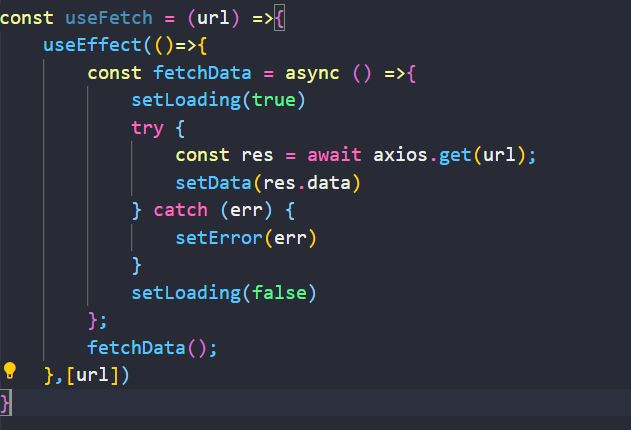 const useFetch = (url) =>{
    useEffect(()=>{
        const fetchData = async () =>{
            setLoading(true)
            try {
                const res = await axios.get(url);
                setData(res.data)
            } catch (err) {
                setError(err)
            }
            setLoading(false)
        };
        fetchData();
    },[url])
}